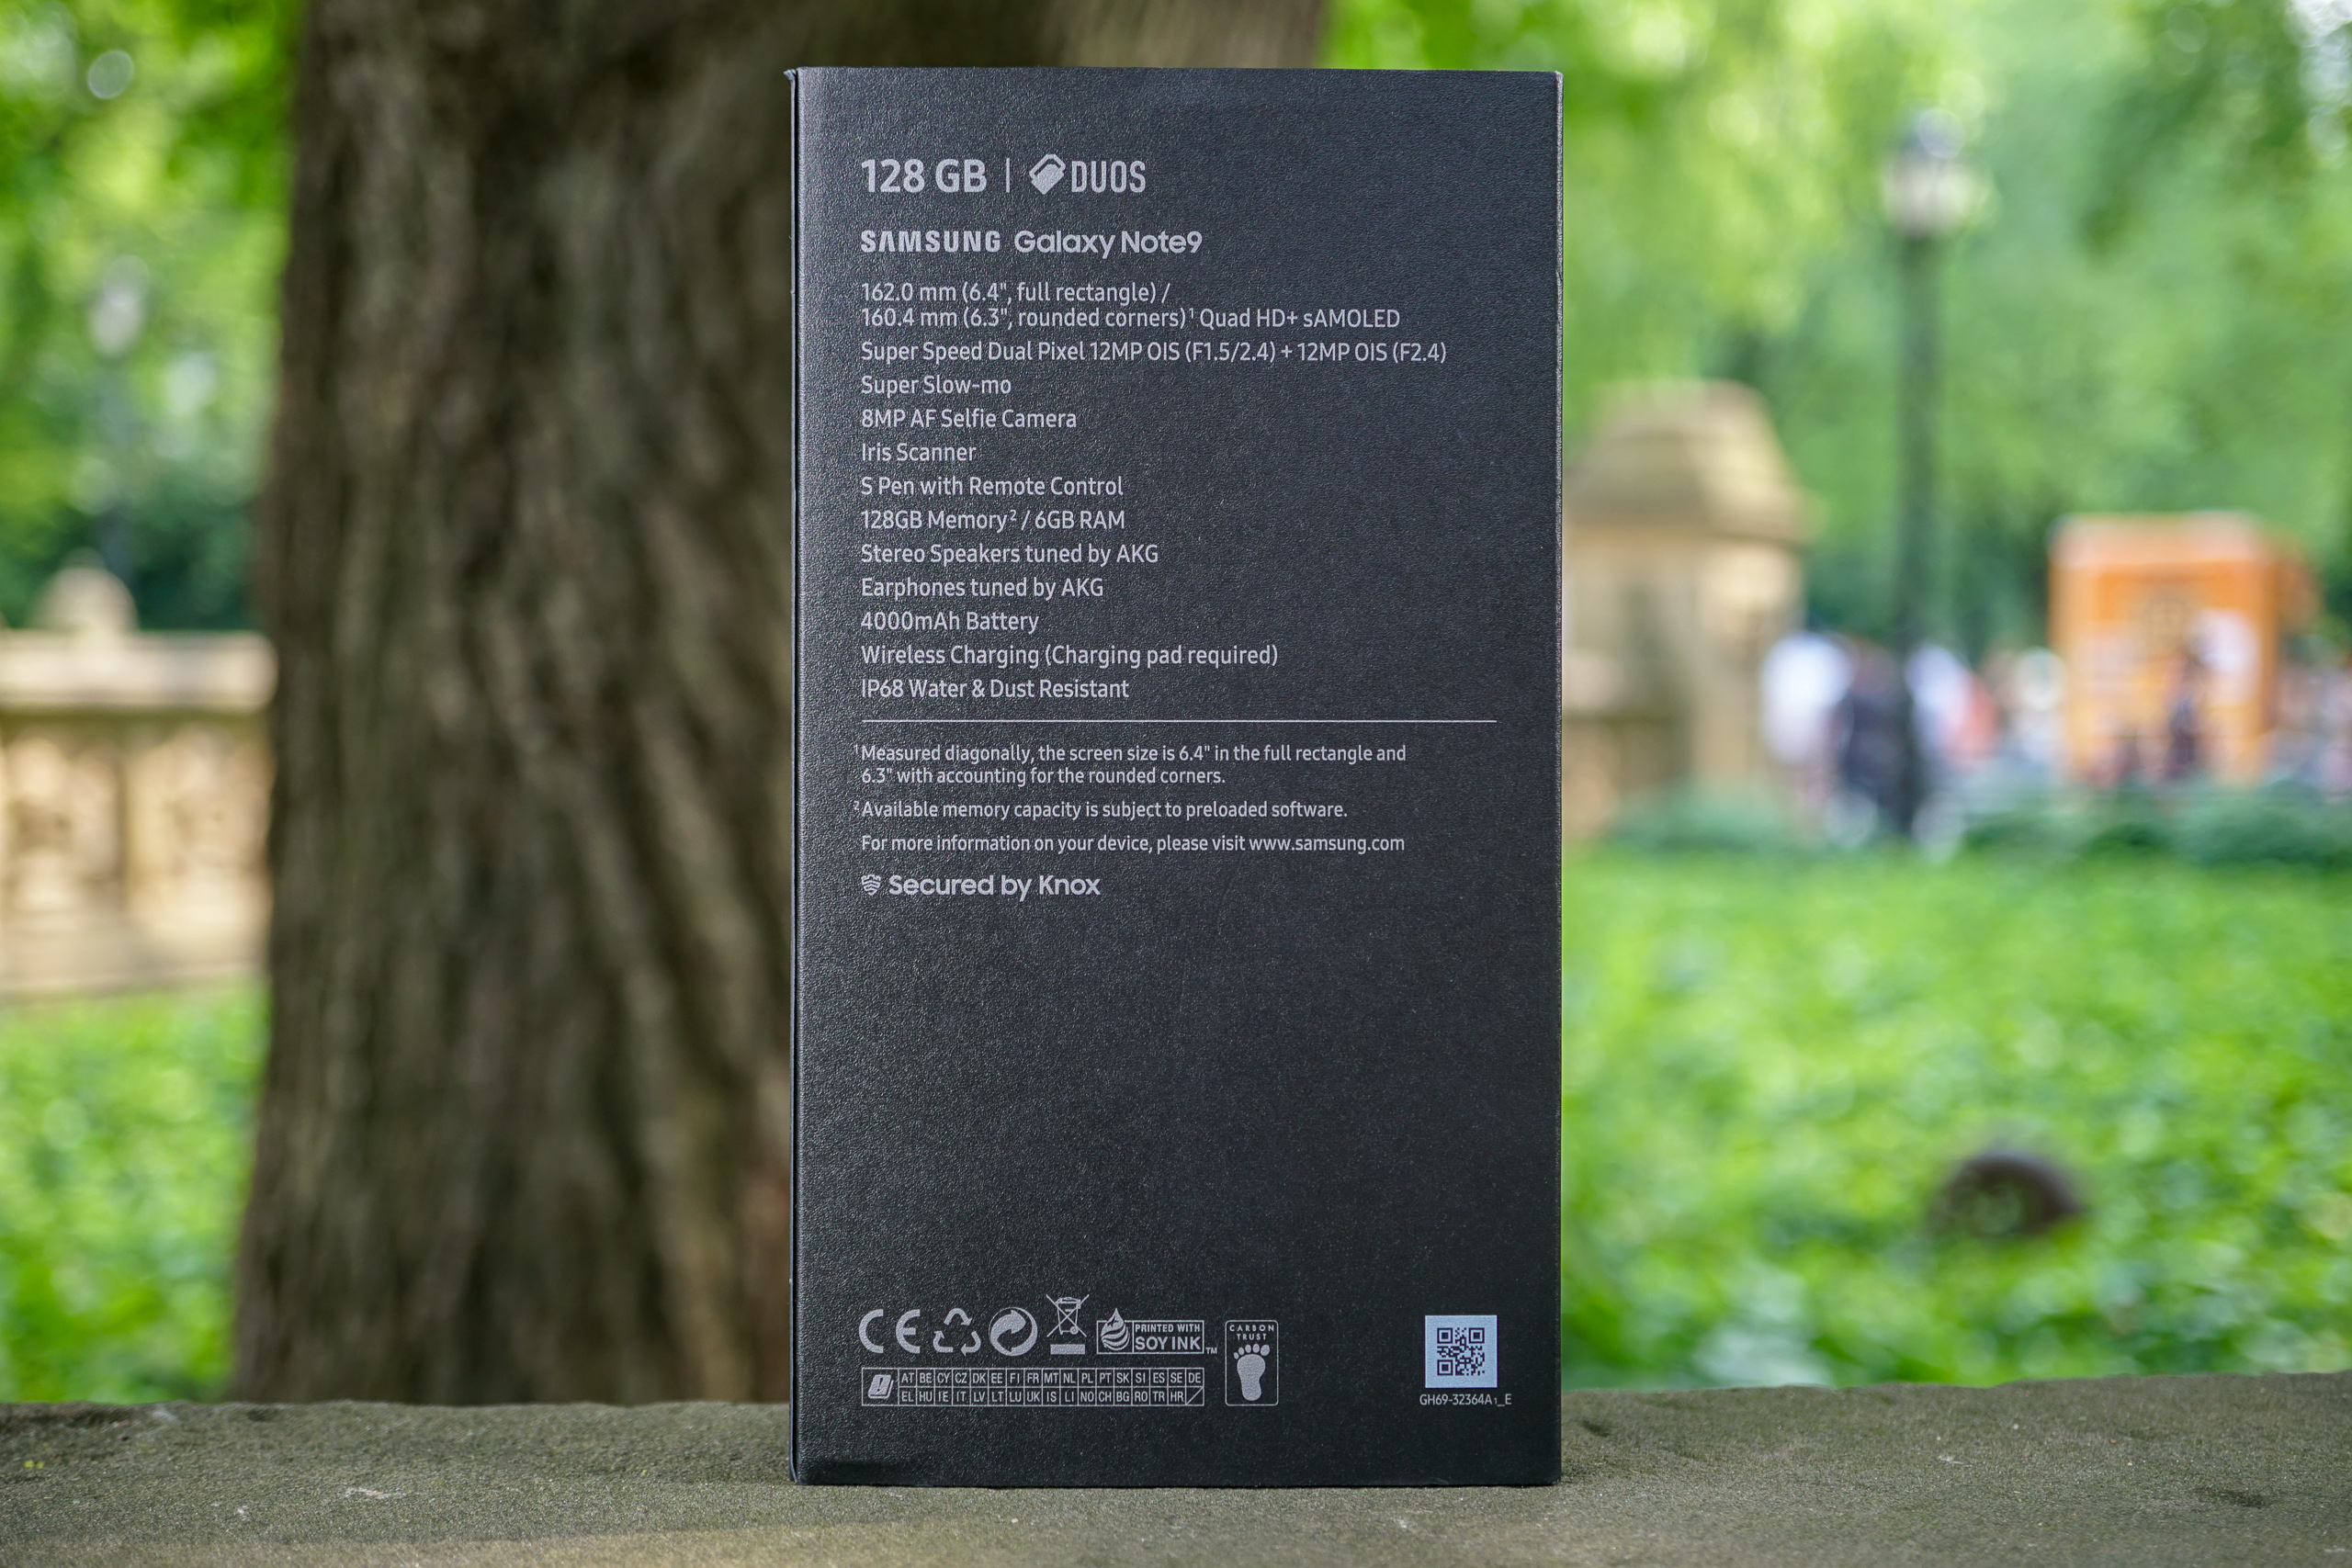 128 GB | DUOS
SAMSUNG Galaxy Note9
162.0 mm (6.4", full rectangle) /
160.4 mm (6.3", rounded corners)¹ Quad HD+ sAMOLED
Super Speed Dual Pixel 12MP OIS (F1.5/2.4) + 12MP OIS (F2.4)
Super Slow-mo
8MP AF Selfie Camera
Iris Scanner
S Pen with Remote Control
128GB Memory² / 6GB RAM
Stereo Speakers tuned by AKG
Earphones tuned by AKG
4000mAh Battery
Wireless Charging (Charging pad required)
IP68 Water & Dust Resistant
¹ Measured diagonally, the screen size is 6.4" in the full rectangle and
6.3" with accounting for the rounded corners.
² Available memory capacity is subject to preloaded software.
For more information on your device, please visit www.samsung.com
Secured by Knox
CE
PRINTED WITH
SOY INK™
CARBON
TRUST
AT BE CY CZ DK EE FI FR MT NL PL PT SK SI ES SE DE
EL HU IE IT LV LT LU UK IS LI NO CH BG RO TR HR
GH69-32364A₁_E